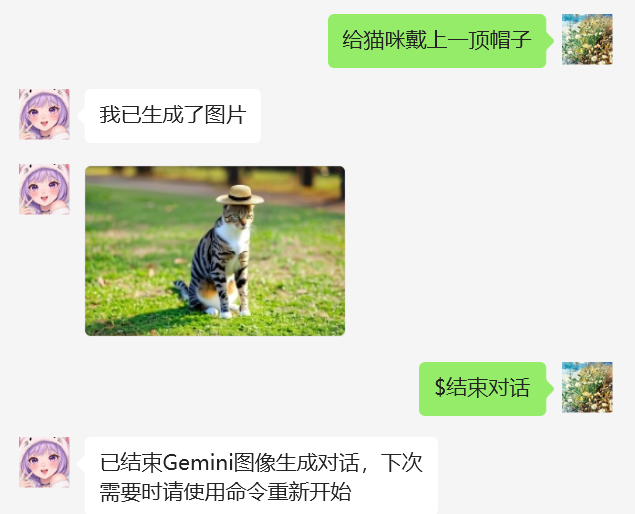 给猫咪戴上一顶帽子
我已生成了图片
$结束对话
已结束Gemini图像生成对话，下次
需要时请使用命令重新开始